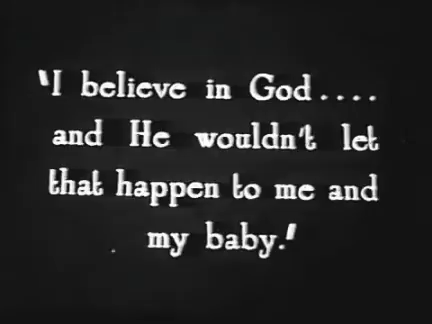 'I believe in God....
and He wouldn't let
that happen to me and
my baby.'